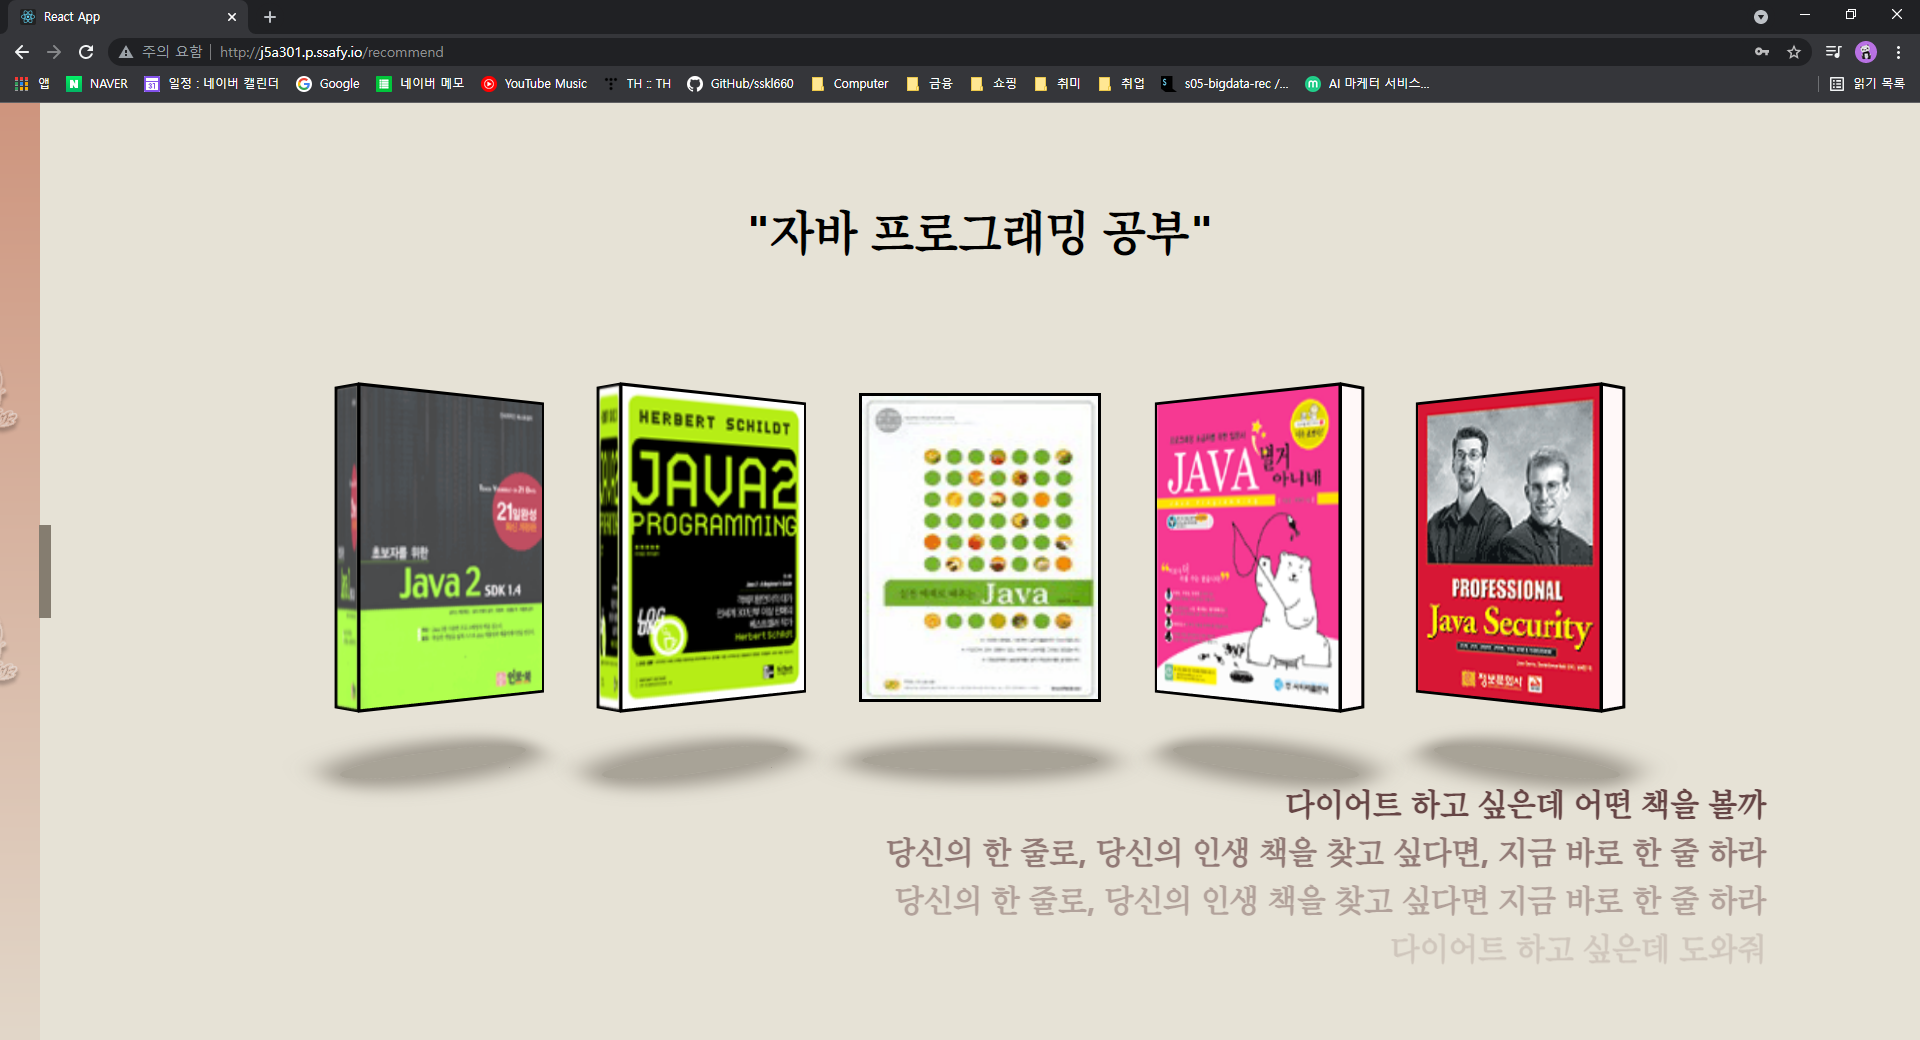 React App
주의 요함 http://j5a301.p.ssafy.io/recommend
앱 NAVER 일정 : 네이버 캘린더 Google 네이버 메모 YouTube Music TH :: TH GitHub/sskl660 Computer 금융 쇼핑 취미 취업 s05-bigdata-rec /... AI 마케터 서비스... 읽기 목록
"자바 프로그래밍 공부"
21일완성
초보자를 위한
Java 2 SDK 1.4
HERBERT SCHILDT
JAVA2
PROGRAMMING
Herbert Schildt
Java
JAVA 별거 아니네
PROFESSIONAL
Java Security
정보문화사
다이어트 하고 싶은데 어떤 책을 볼까
당신의 한 줄로, 당신의 인생 책을 찾고 싶다면, 지금 바로 한 줄 하라
당신의 한 줄로, 당신의 인생 책을 찾고 싶다면 지금 바로 한 줄 하라
다이어트 하고 싶은데 도와줘